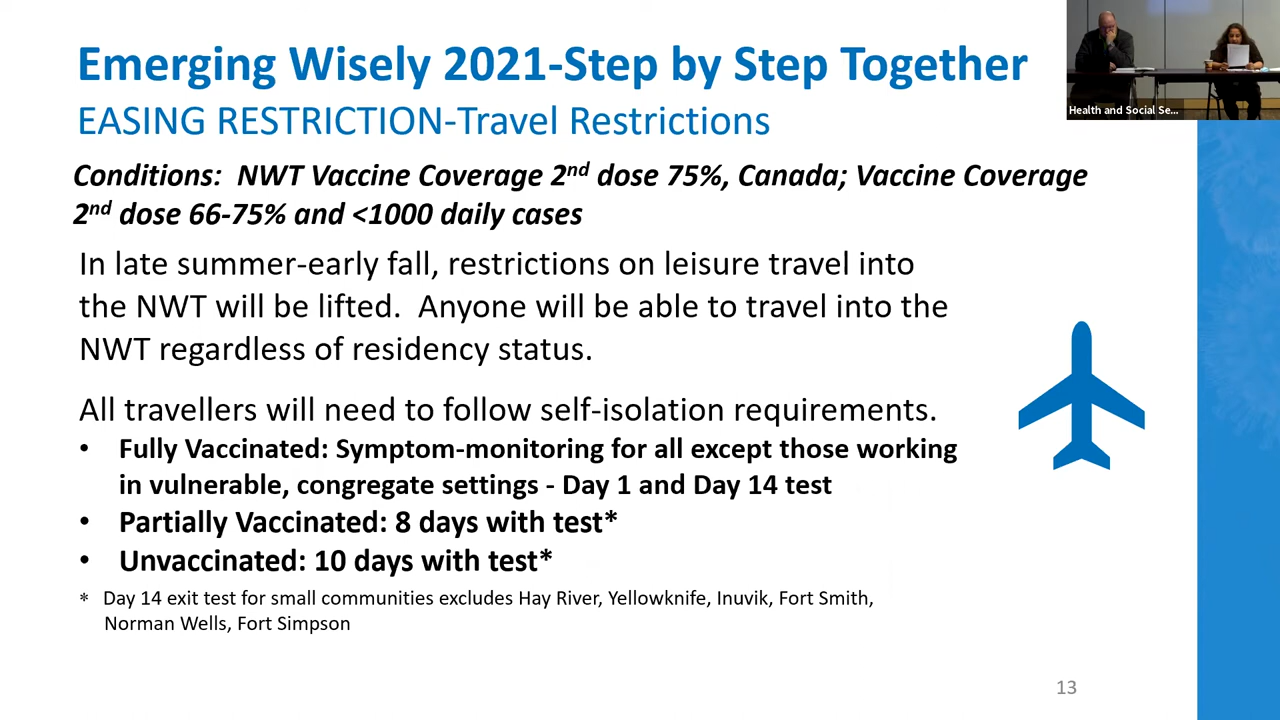 Emerging Wisely 2021-Step by Step Together
EASING RESTRICTION-Travel Restrictions
Health and Social Se...
Conditions:  NWT Vaccine Coverage 2nd dose 75%, Canada; Vaccine Coverage
2nd dose 66-75% and <1000 daily cases
In late summer-early fall, restrictions on leisure travel into
the NWT will be lifted.  Anyone will be able to travel into the
NWT regardless of residency status.
All travellers will need to follow self-isolation requirements.
• Fully Vaccinated: Symptom-monitoring for all except those working
in vulnerable, congregate settings - Day 1 and Day 14 test
• Partially Vaccinated: 8 days with test*
• Unvaccinated: 10 days with test*
* Day 14 exit test for small communities excludes Hay River, Yellowknife, Inuvik, Fort Smith,
Norman Wells, Fort Simpson
13